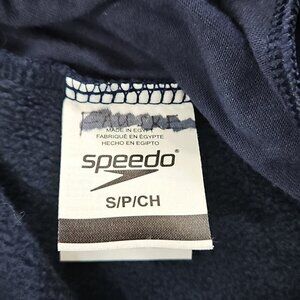 MADE IN EGYPT
FABRIQUÉ EN ÉGYPTE
HECHO EN EGIPTO
speedo
S/P/CH